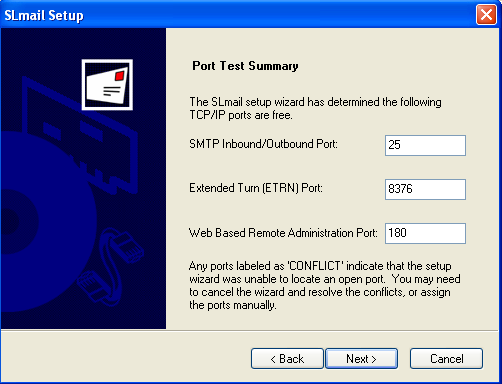 SLmail Setup
Port Test Summary
The SLmail setup wizard has determined the following
TCP/IP ports are free.
SMTP Inbound/Outbound Port: 25
Extended Turn (ETRN) Port: 8376
Web Based Remote Administration Port: 180
Any ports labeled as 'CONFLICT' indicate that the setup
wizard was unable to locate an open port. You may need
to cancel the wizard and resolve the conflicts, or assign
the ports manually.
< Back Next > Cancel